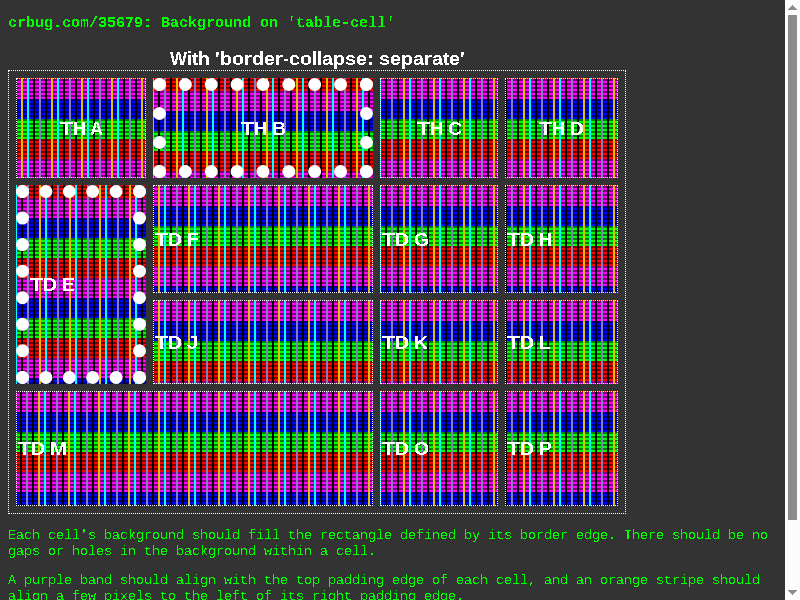 crbug.com/35679: Background on 'table-cell'
With 'border-collapse: separate'
TH A TH B TH C TH D
TD E
TD F TD G TD H
TD J TD K TD L
TD M TD O TD P
Each cell's background should fill the rectangle defined by its border edge. There should be no
gaps or holes in the background within a cell.
A purple band should align with the top padding edge of each cell, and an orange stripe should
align a few pixels to the left of its right padding edge.